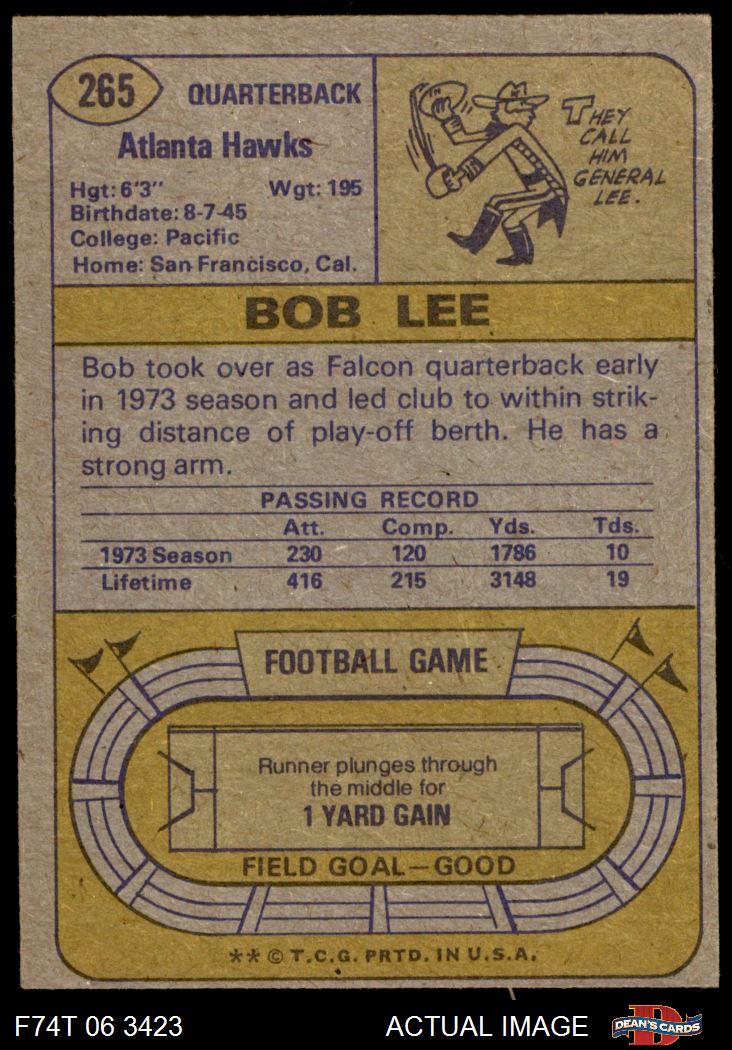 265
QUARTERBACK
Atlanta Hawks
Hgt: 6'3" Wgt: 195
Birthdate: 8-7-45
College: Pacific
Home: San Francisco, Cal.
THEY
CALL
HIM
GENERAL
LEE.
BOB LEE
Bob took over as Falcon quarterback early
in 1973 season and led club to within strik-
ing distance of play-off berth. He has a
strong arm.
PASSING RECORD
Att. Comp. Yds. Tds.
1973 Season 230 120 1786 10
Lifetime 416 215 3148 19
FOOTBALL GAME
Runner plunges through
the middle for
1 YARD GAIN
FIELD GOAL—GOOD
** © T.C.G. PRTD. IN U.S.A.
F74T 06 3423 ACTUAL IMAGE
D
DEAN'S CARDS